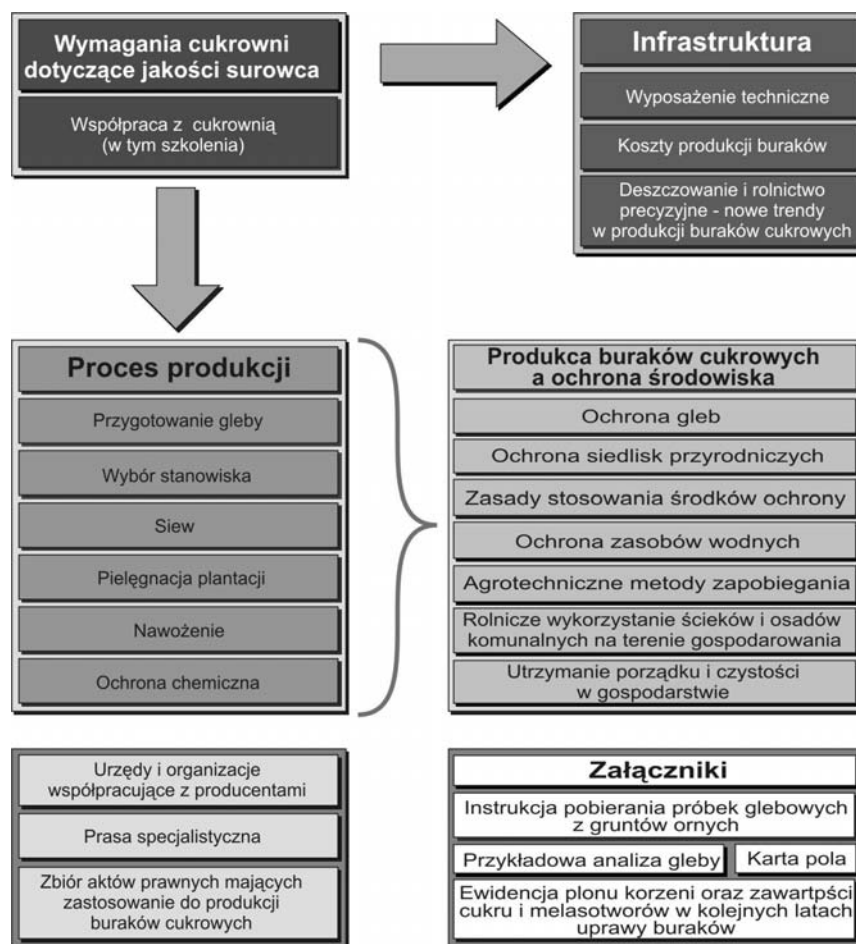 Wymagania cukrowni
dotyczące jakości surowca
Współpraca z cukrownią
(w tym szkolenia)
Infrastruktura
Wyposażenie techniczne
Koszty produkcji buraków
Deszczowanie i rolnictwo
precyzyjne - nowe trendy
w produkcji buraków cukrowych
Proces produkcji
Przygotowanie gleby
Wybór stanowiska
Siew
Pielęgnacja plantacji
Nawożenie
Ochrona chemiczna
Produkca buraków cukrowych
a ochrona środowiska
Ochrona gleb
Ochrona siedlisk przyrodniczych
Zasady stosowania środków ochrony
Ochrona zasobów wodnych
Agrotechniczne metody zapobiegania
Rolnicze wykorzystanie ścieków i osadów
komunalnych na terenie gospodarowania
Utrzymanie porządku i czystości
w gospodarstwie
Urzędy i organizacje
współpracujące z producentami
Prasa specjalistyczna
Zbiór aktów prawnych mających
zastosowanie do produkcji
buraków cukrowych
Załączniki
Instrukcja pobierania próbek glebowych
z gruntów ornych
Przykładowa analiza gleby
Karta pola
Ewidencja plonu korzeni oraz zawartpści
cukru i melasotworów w kolejnych latach
uprawy buraków